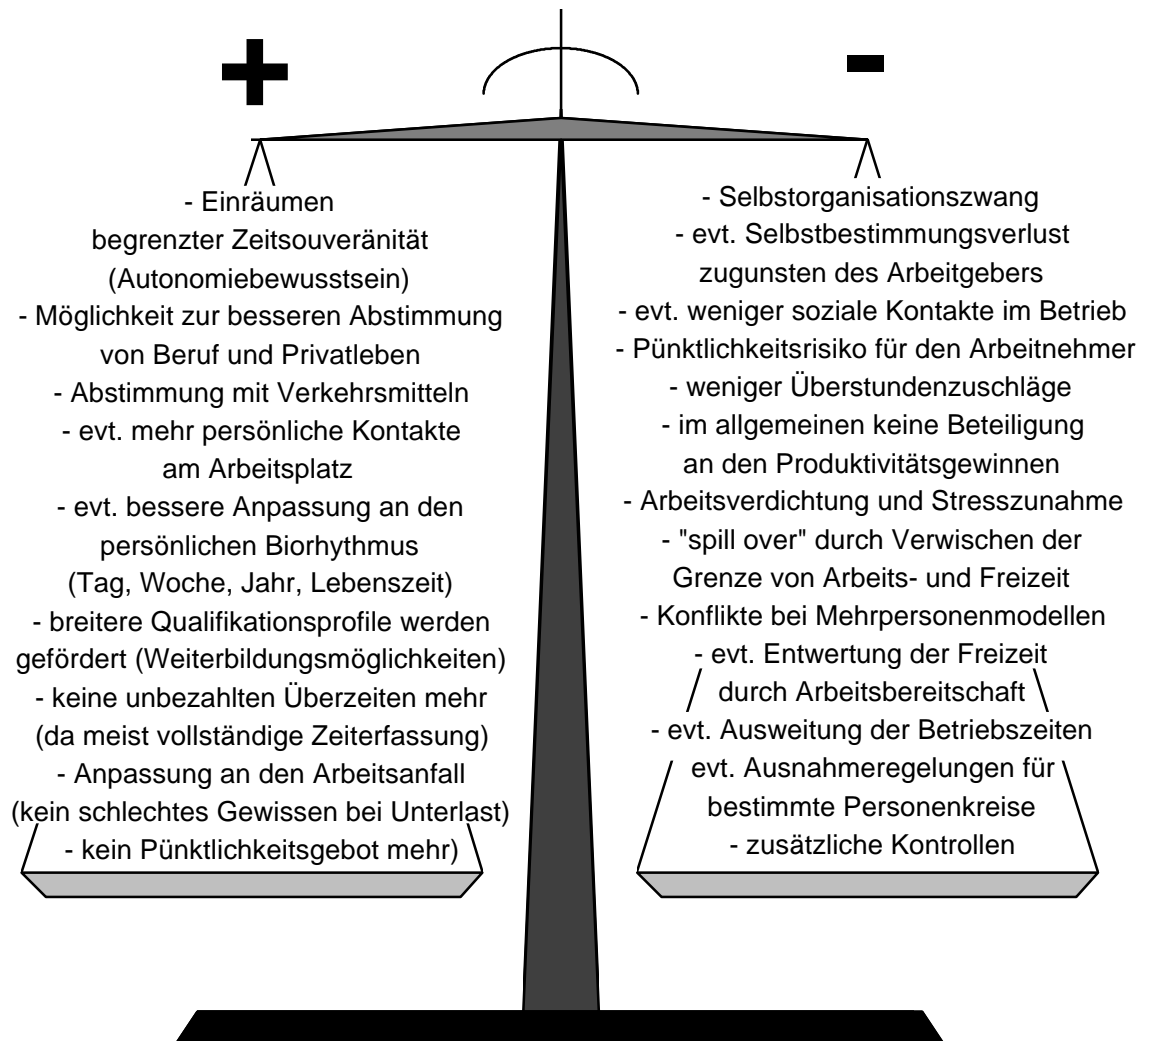 +
-
- Einräumen
begrenzter Zeitsouveränität
(Autonomiebewusstsein)
- Möglichkeit zur besseren Abstimmung
von Beruf und Privatleben
- Abstimmung mit Verkehrsmitteln
- evt. mehr persönliche Kontakte
am Arbeitsplatz
- evt. bessere Anpassung an den
persönlichen Biorhythmus
(Tag, Woche, Jahr, Lebenszeit)
- breitere Qualifikationsprofile werden
gefördert (Weiterbildungsmöglichkeiten)
- keine unbezahlten Überzeiten mehr
(da meist vollständige Zeiterfassung)
- Anpassung an den Arbeitsanfall
(kein schlechtes Gewissen bei Unterlast)
- kein Pünktlichkeitsgebot mehr)
- Selbstorganisationszwang
- evt. Selbstbestimmungsverlust
zugunsten des Arbeitgebers
- evt. weniger soziale Kontakte im Betrieb
- Pünktlichkeitsrisiko für den Arbeitnehmer
- weniger Überstundenzuschläge
- im allgemeinen keine Beteiligung
an den Produktivitätsgewinnen
- Arbeitsverdichtung und Stresszunahme
- "spill over" durch Verwischen der
Grenze von Arbeits- und Freizeit
- Konflikte bei Mehrpersonenmodellen
- evt. Entwertung der Freizeit
durch Arbeitsbereitschaft
- evt. Ausweitung der Betriebszeiten
evt. Ausnahmeregelungen für
bestimmte Personenkreise
- zusätzliche Kontrollen